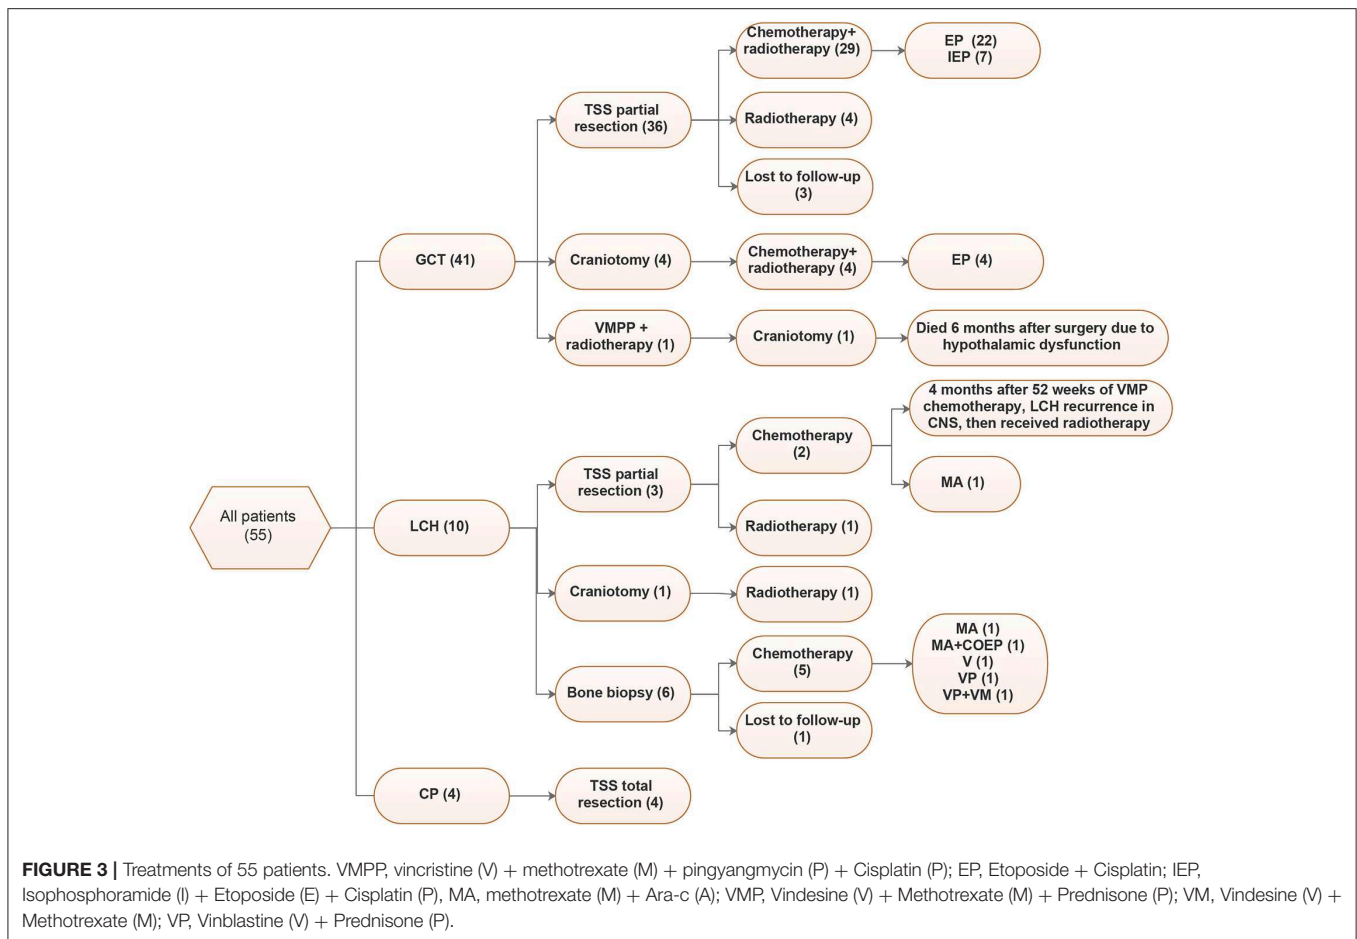 Chemotherapy+
radiotherapy (29)
EP (22)
IEP (7)
TSS partial
resection (36)
Radiotherapy (4)
Lost to follow-up
(3)
GCT (41)
Craniotomy (4)
Chemotherapy+
radiotherapy (4)
EP (4)
VMPP +
radiotherapy (1)
Craniotomy (1)
Died 6 months after surgery due to
hypothalamic dysfunction
4 months after 52 weeks of VMP
chemotherapy, LCH recurrence in
CNS, then received radiotherapy
Chemotherapy
(2)
TSS partial
resection (3)
MA (1)
Radiotherapy (1)
All patients
(55)
LCH (10)
Craniotomy (1)
Radiotherapy (1)
MA (1)
MA+COEP (1)
V (1)
VP (1)
VP+VM (1)
Chemotherapy
(5)
Bone biopsy (6)
Lost to follow-up
(1)
CP (4)
TSS total
resection (4)
FIGURE 3 | Treatments of 55 patients. VMPP, vincristine (V) + methotrexate (M) + pingyangmycin (P) + Cisplatin (P); EP, Etoposide + Cisplatin; IEP,
Isophosphoramide (I) + Etoposide (E) + Cisplatin (P), MA, methotrexate (M) + Ara-c (A); VMP, Vindesine (V) + Methotrexate (M) + Prednisone (P); VM, Vindesine (V) +
Methotrexate (M); VP, Vinblastine (V) + Prednisone (P).